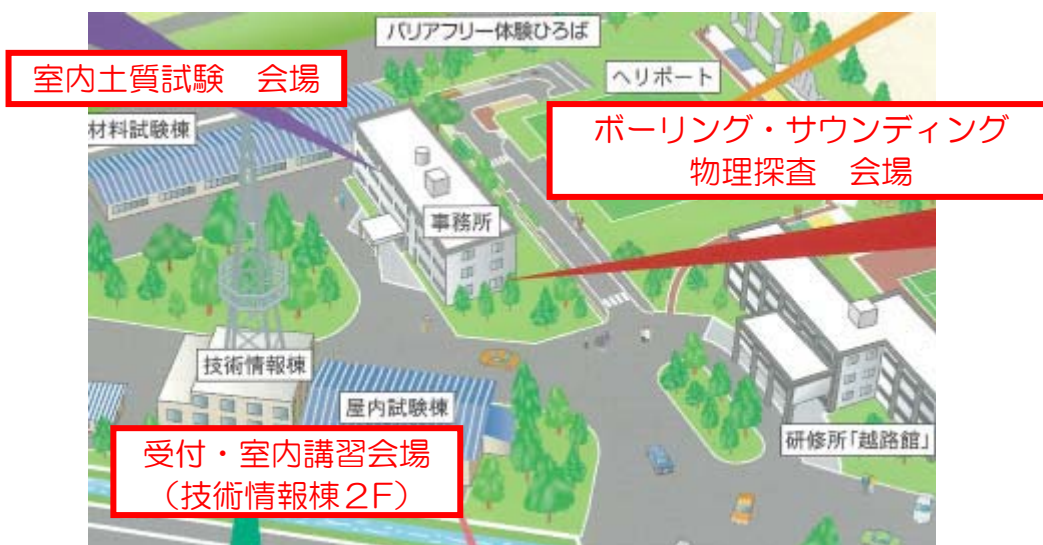 バリアフリー体験ひろば
室内土質試験　会場
ヘリポート
材料試験棟
ボーリング・サウンディング
物理探査　会場
事務所
技術情報棟
屋内試験棟
研修所「越路館」
受付・室内講習会場
（技術情報棟２F）